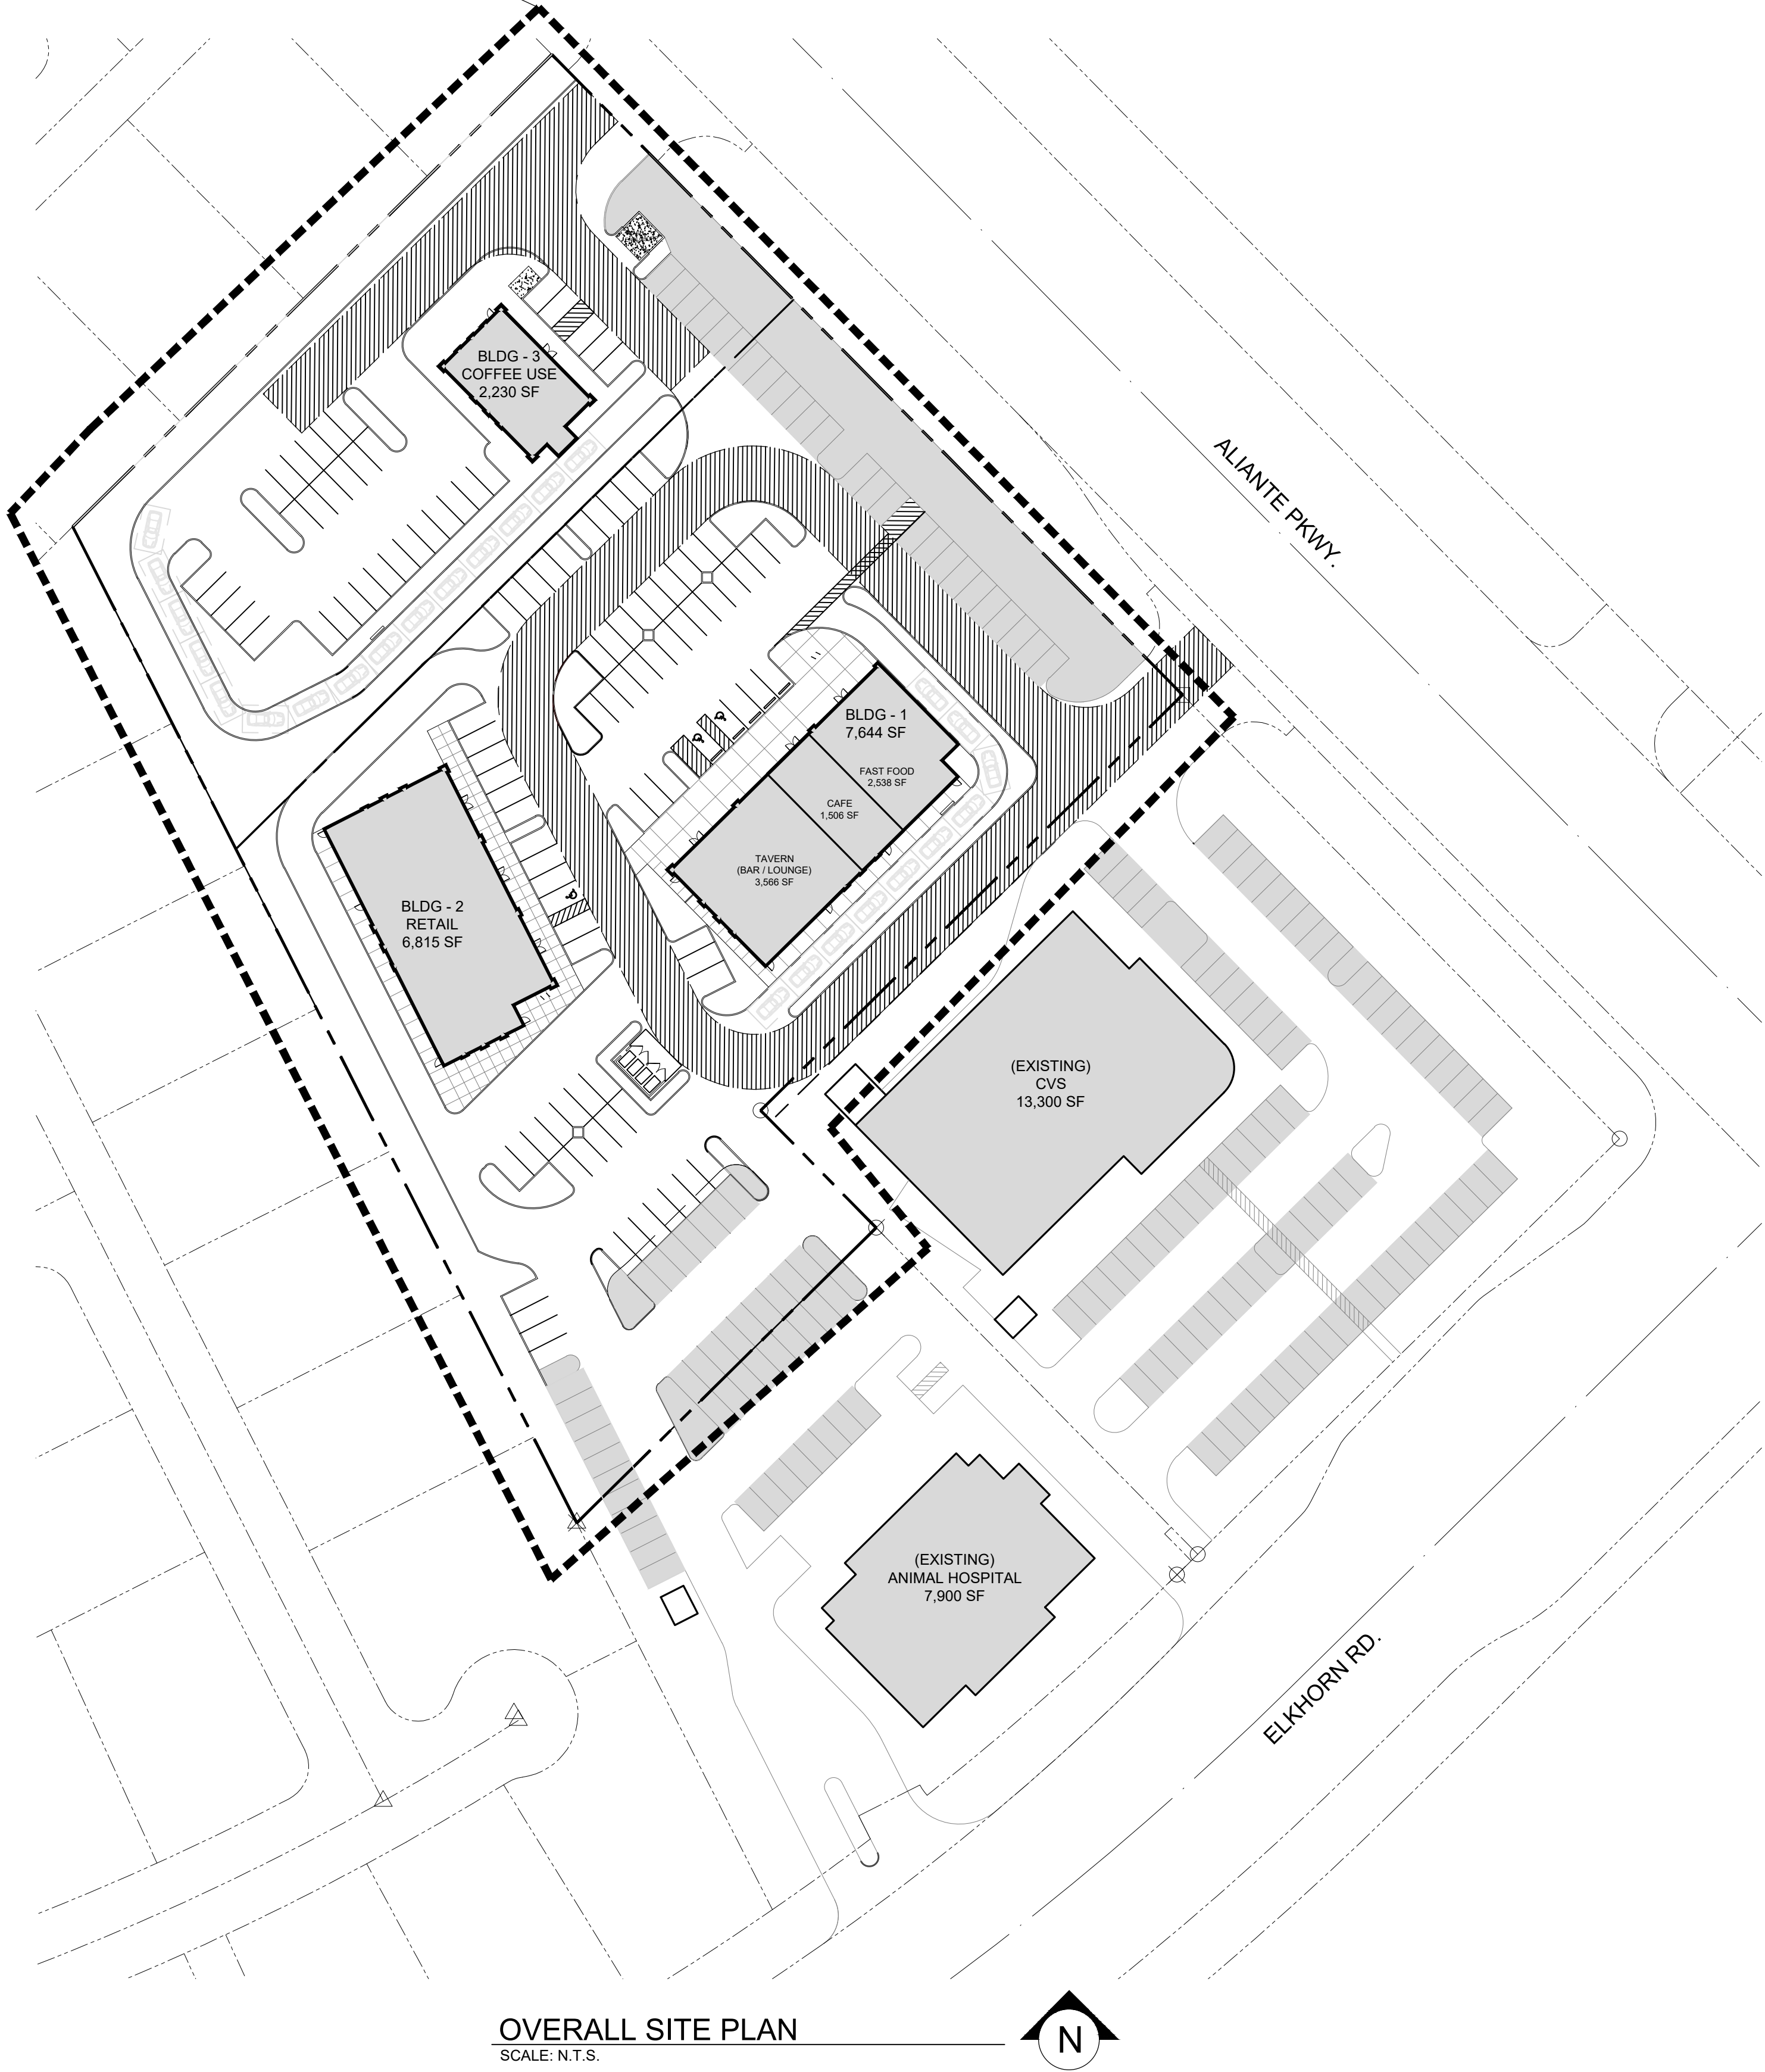 BLDG - 3
COFFEE USE
2,230 SF
ALIANTE PKWY.
BLDG - 1
7,644 SF
FAST FOOD
2,538 SF
CAFE
1,506 SF
TAVERN
(BAR / LOUNGE)
3,566 SF
BLDG - 2
RETAIL
6,815 SF
(EXISTING)
CVS
13,300 SF
(EXISTING)
ANIMAL HOSPITAL
7,900 SF
ELKHORN RD.
OVERALL SITE PLAN
SCALE: N.T.S.
N